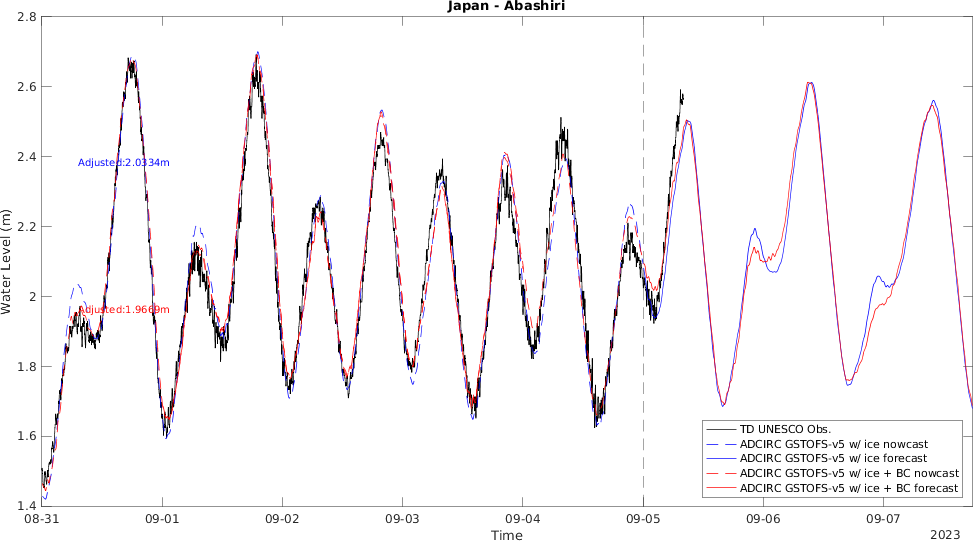 Japan - Abashiri
2.8
2.6
2.4
2.2
2
1.8
1.6
1.4
Water Level (m)
Adjusted:2.0334m
Adjusted:1.9669m
TD UNESCO Obs.
ADCIRC GSTOFS-v5 w/ ice nowcast
ADCIRC GSTOFS-v5 w/ ice forecast
ADCIRC GSTOFS-v5 w/ ice + BC nowcast
ADCIRC GSTOFS-v5 w/ ice + BC forecast
08-31 09-01 09-02 09-03 09-04 09-05 09-06 09-07
Time
2023